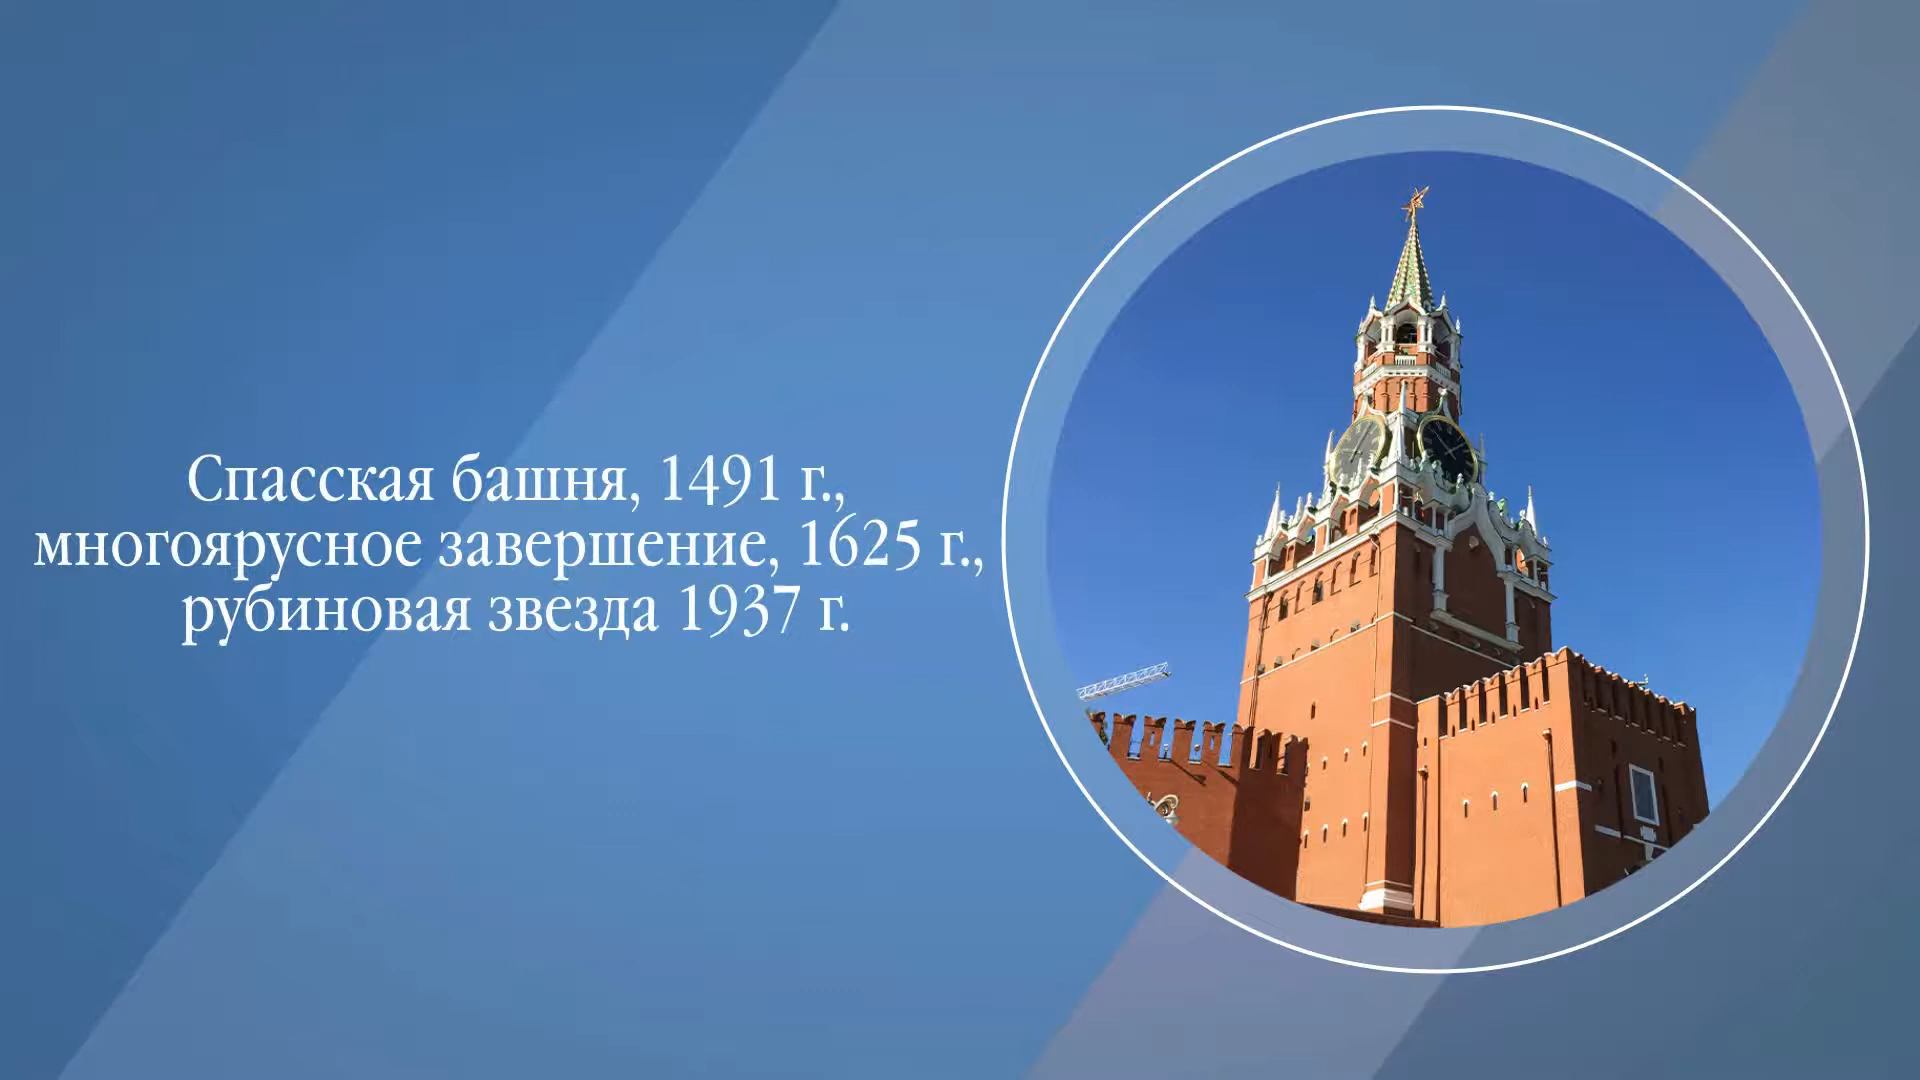 Спасская башня, 1491 г.,
многоярусное завершение, 1625 г.,
рубиновая звезда 1937 г.